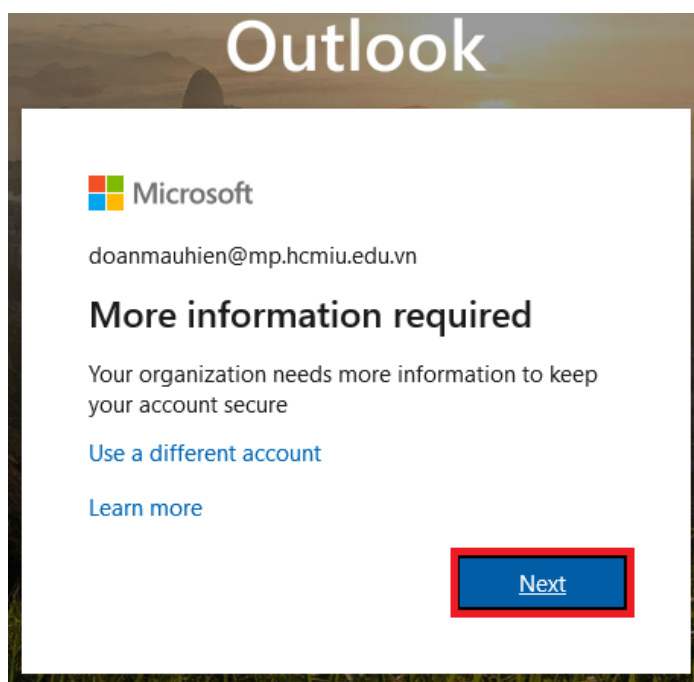 Outlook
Microsoft
doanmauhien@mp.hcmiu.edu.vn
More information required
Your organization needs more information to keep
your account secure
Use a different account
Learn more
Next